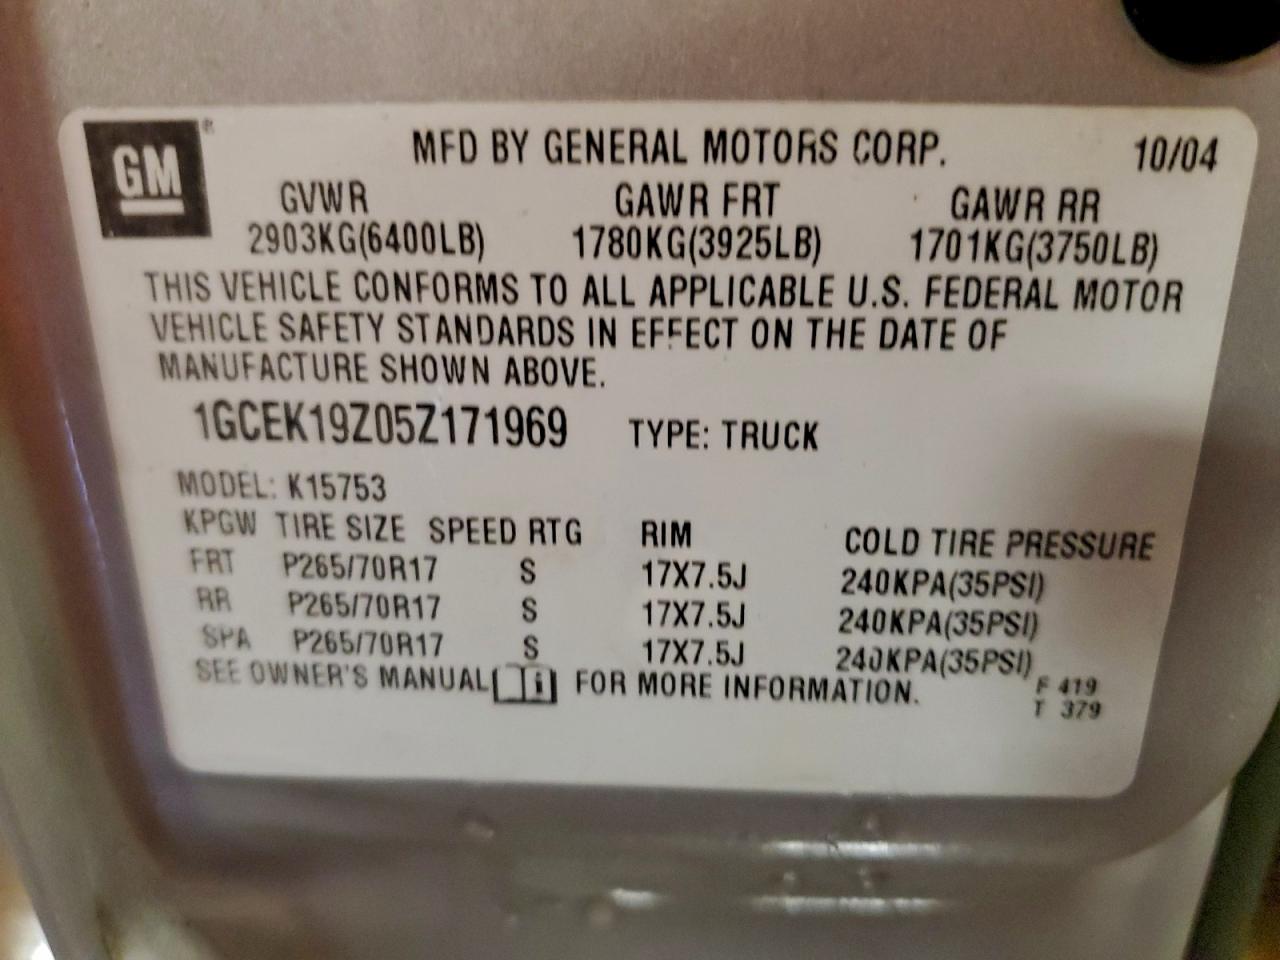 GM®
MFD BY GENERAL MOTORS CORP. 10/04
GVWR GAWR FRT GAWR RR
2903KG(6400LB) 1780KG(3925LB) 1701KG(3750LB)
THIS VEHICLE CONFORMS TO ALL APPLICABLE U.S. FEDERAL MOTOR
VEHICLE SAFETY STANDARDS IN EFFECT ON THE DATE OF
MANUFACTURE SHOWN ABOVE.
1GCEK19Z05Z171969 TYPE: TRUCK
MODEL: K15753
KPGW TIRE SIZE SPEED RTG RIM COLD TIRE PRESSURE
FRT P265/70R17 S 17X7.5J 240KPA(35PSI)
RR P265/70R17 S 17X7.5J 240KPA(35PSI)
SPA P265/70R17 S 17X7.5J 240KPA(35PSI)
SEE OWNER'S MANUAL i FOR MORE INFORMATION.
F 419
T 379